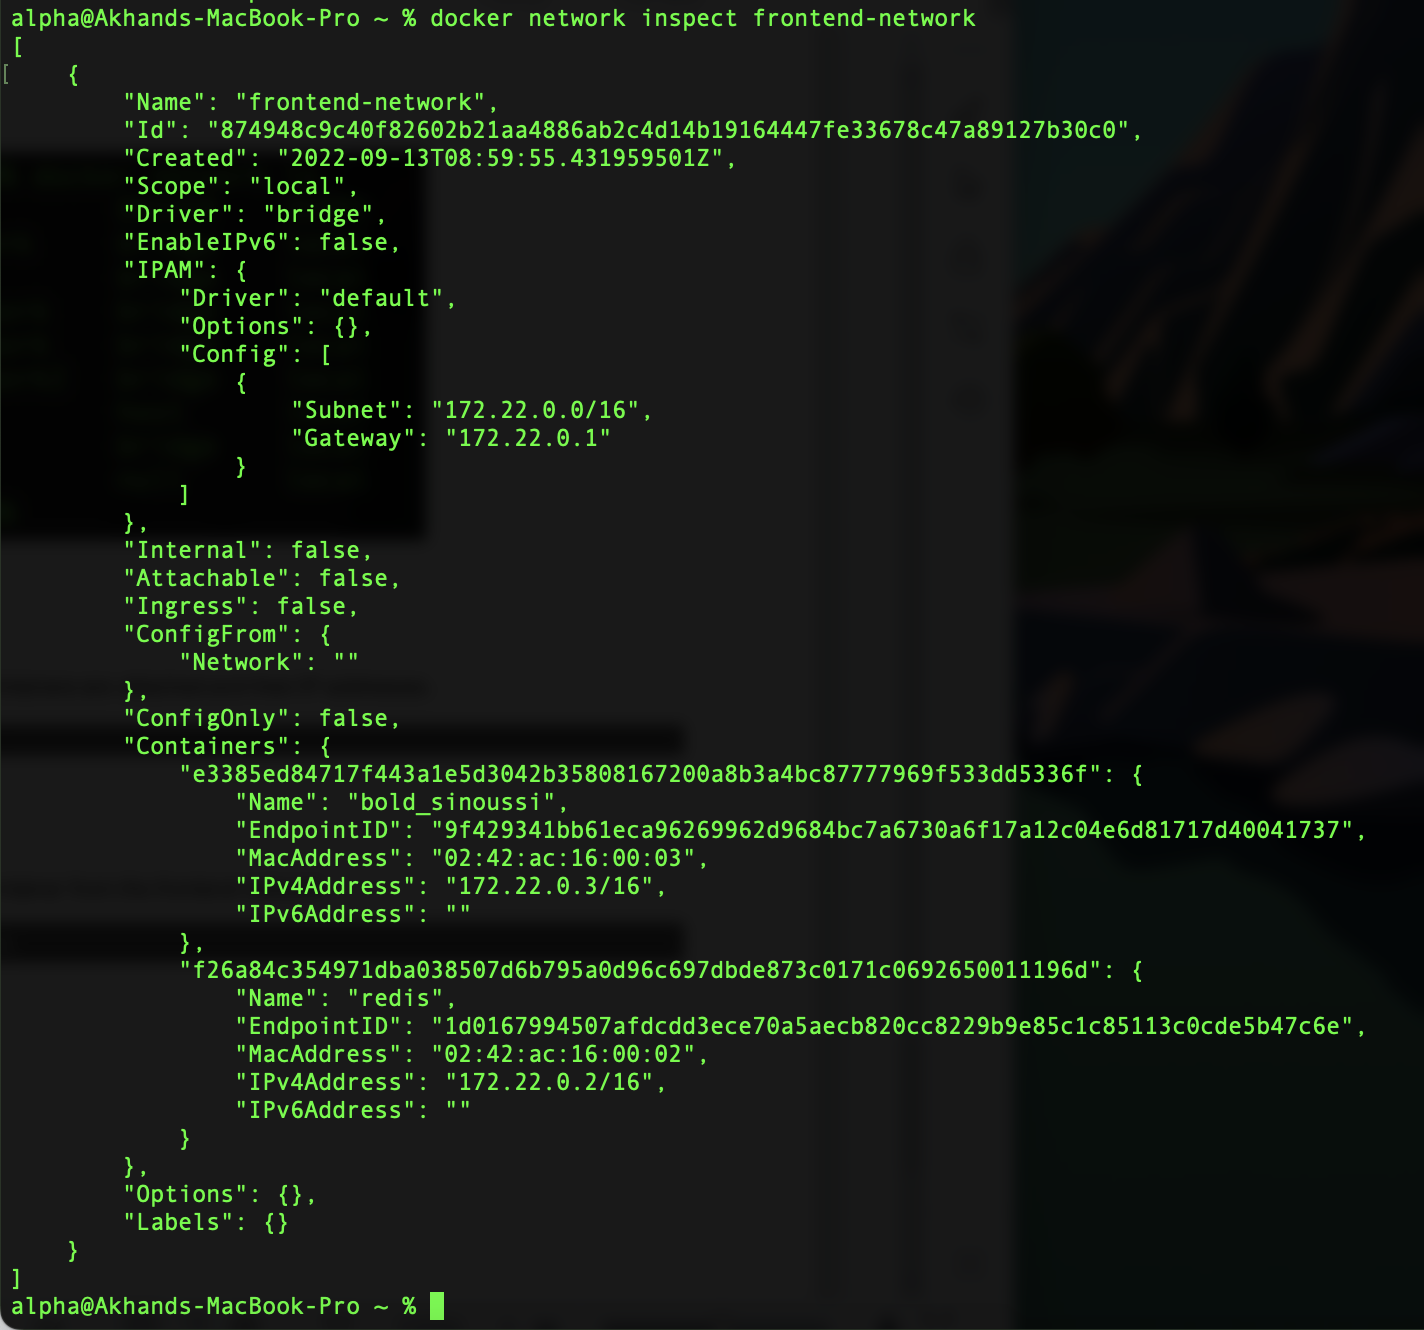 alpha@Akhands-MacBook-Pro ~ % docker network inspect frontend-network
[
[    {
        "Name": "frontend-network",
        "Id": "874948c9c40f82602b21aa4886ab2c4d14b19164447fe33678c47a89127b30c0",
        "Created": "2022-09-13T08:59:55.431959501Z",
        "Scope": "local",
        "Driver": "bridge",
        "EnableIPv6": false,
        "IPAM": {
            "Driver": "default",
            "Options": {},
            "Config": [
                {
                    "Subnet": "172.22.0.0/16",
                    "Gateway": "172.22.0.1"
                }
            ]
        },
        "Internal": false,
        "Attachable": false,
        "Ingress": false,
        "ConfigFrom": {
            "Network": ""
        },
        "ConfigOnly": false,
        "Containers": {
            "e3385ed84717f443a1e5d3042b35808167200a8b3a4bc87777969f533dd5336f": {
                "Name": "bold_sinoussi",
                "EndpointID": "9f429341bb61eca96269962d9684bc7a6730a6f17a12c04e6d81717d40041737",
                "MacAddress": "02:42:ac:16:00:03",
                "IPv4Address": "172.22.0.3/16",
                "IPv6Address": ""
            },
            "f26a84c354971dba038507d6b795a0d96c697dbde873c0171c0692650011196d": {
                "Name": "redis",
                "EndpointID": "1d0167994507afdcdd3ece70a5aecb820cc8229b9e85c1c85113c0cde5b47c6e",
                "MacAddress": "02:42:ac:16:00:02",
                "IPv4Address": "172.22.0.2/16",
                "IPv6Address": ""
            }
        },
        "Options": {},
        "Labels": {}
    }
]
alpha@Akhands-MacBook-Pro ~ %